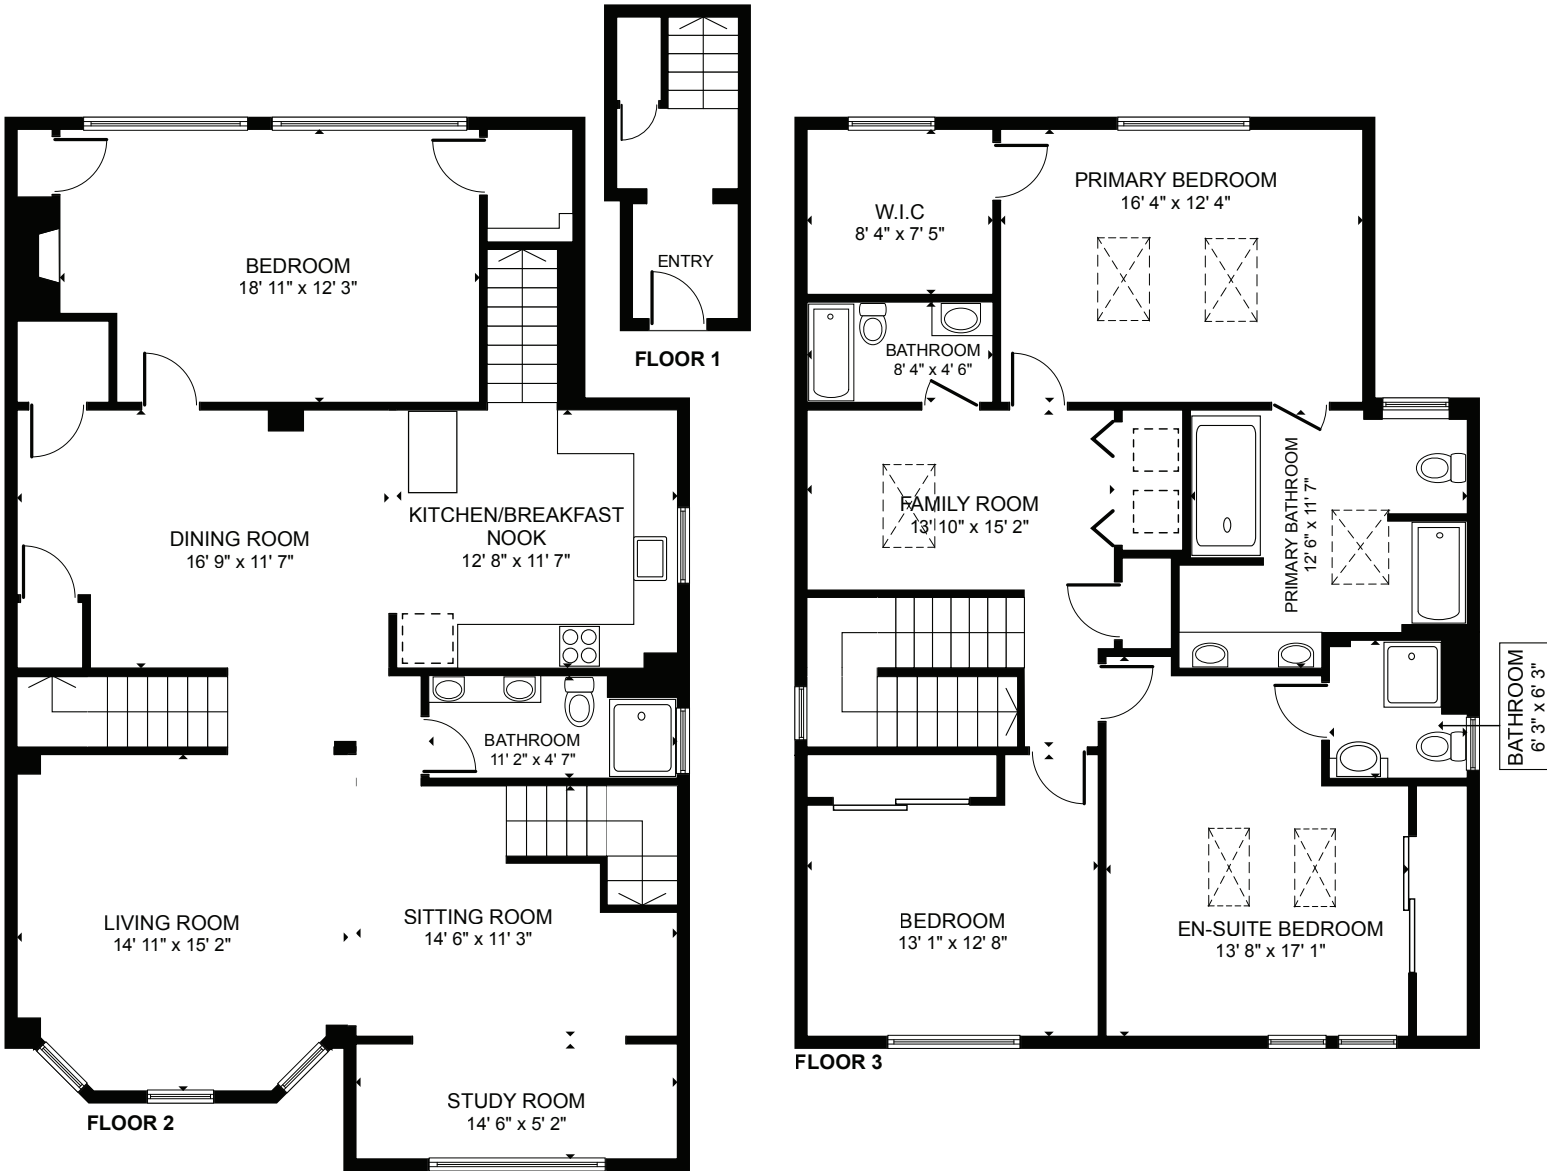 ENTRY
FLOOR 1
BEDROOM
18' 11" x 12' 3"
DINING ROOM
16' 9" x 11' 7"
KITCHEN/BREAKFAST
NOOK
12' 8" x 11' 7"
BATHROOM
11' 2" x 4' 7"
LIVING ROOM
14' 11" x 15' 2"
SITTING ROOM
14' 6" x 11' 3"
STUDY ROOM
14' 6" x 5' 2"
FLOOR 2
W.I.C
8' 4" x 7' 5"
PRIMARY BEDROOM
16' 4" x 12' 4"
BATHROOM
8' 4" x 4' 6"
FAMILY ROOM
13' 10" x 15' 2"
PRIMARY BATHROOM
12' 6" x 11' 7"
BATHROOM
6' 3" x 6' 3"
BEDROOM
13' 1" x 12' 8"
EN-SUITE BEDROOM
13' 8" x 17' 1"
FLOOR 3